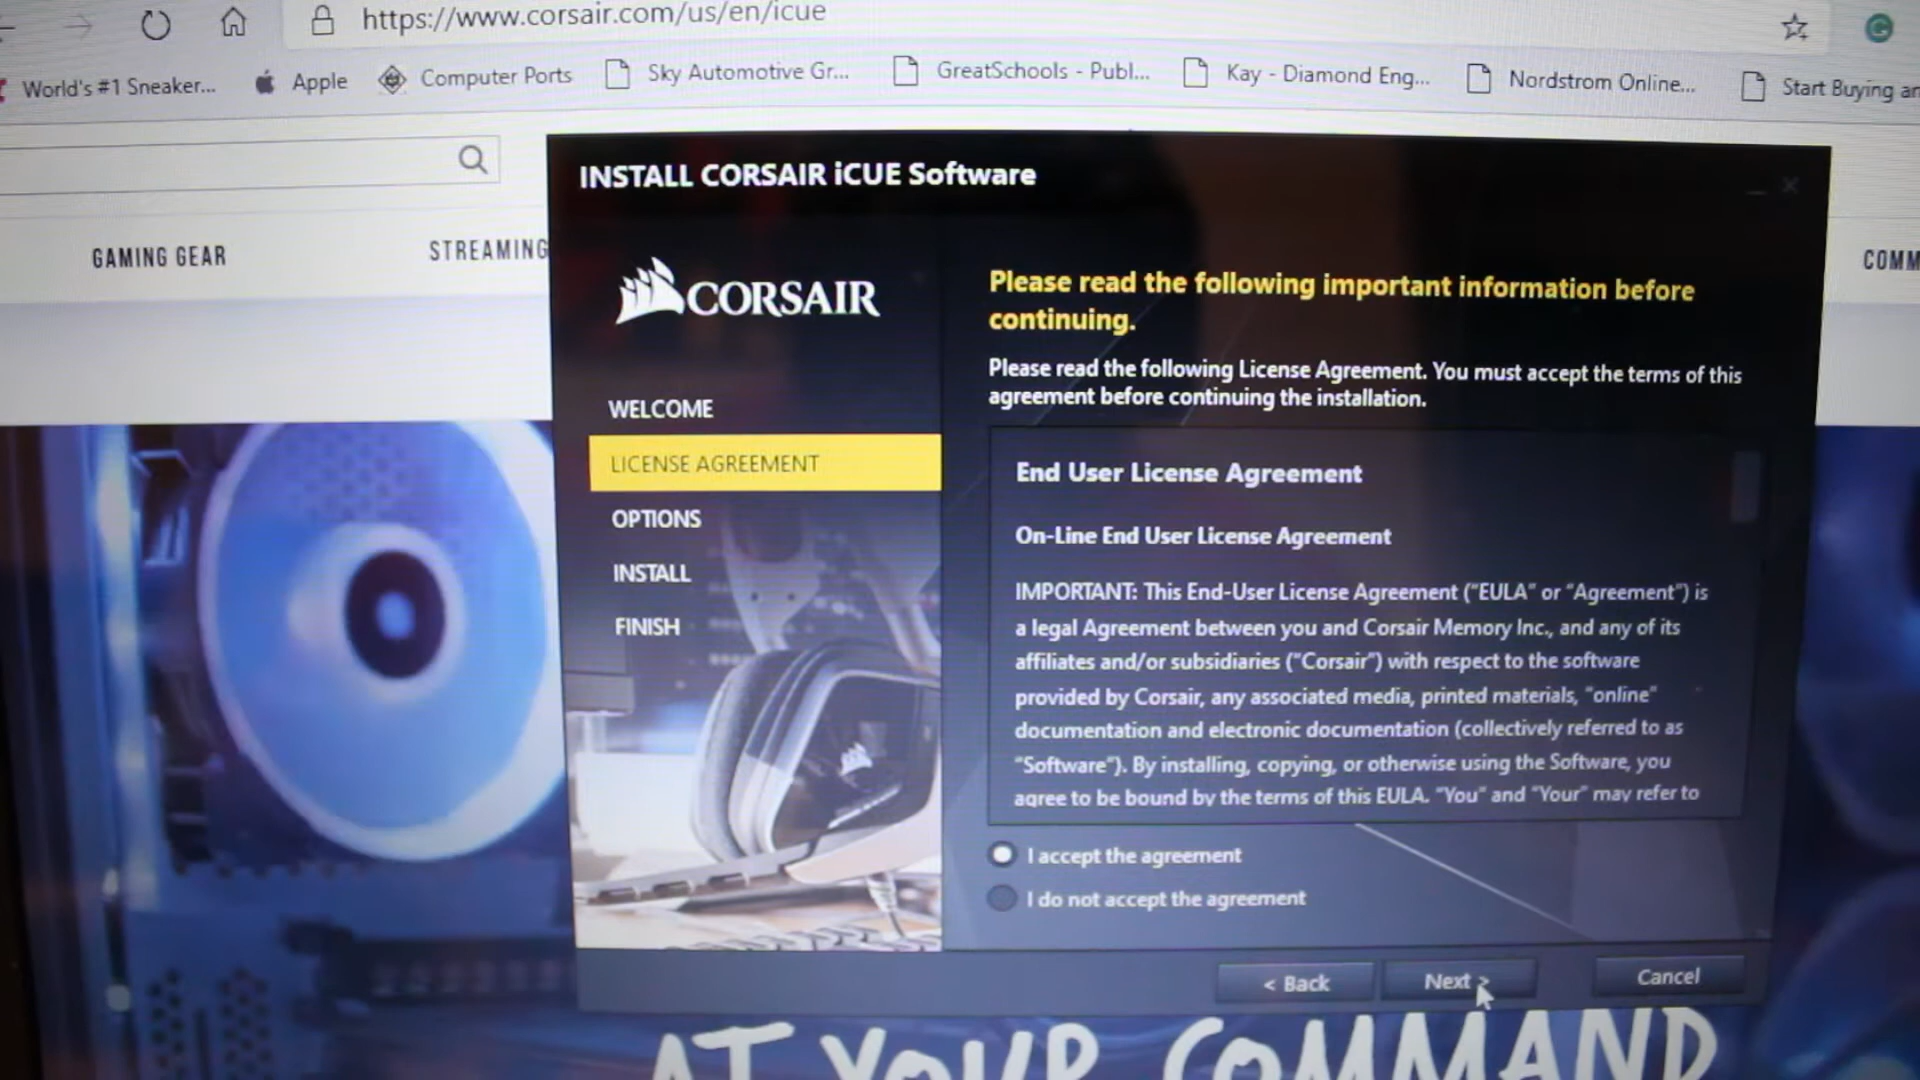 https://www.corsair.com/us/en/icue
World's #1 Sneaker...
Apple
Computer Ports
Sky Automotive Gr...
GreatSchools - Publ...
Kay - Diamond Eng...
Nordstrom Online...
Start Buying an
INSTALL CORSAIR iCUE Software
GAMING GEAR
STREAMING
COMM
CORSAIR
WELCOME
LICENSE AGREEMENT
OPTIONS
INSTALL
FINISH
Please read the following important information before
continuing.
Please read the following License Agreement. You must accept the terms of this
agreement before continuing the installation.
End User License Agreement
On-Line End User License Agreement
IMPORTANT: This End-User License Agreement ("EULA" or "Agreement") is
a legal Agreement between you and Corsair Memory Inc., and any of its
affiliates and/or subsidiaries ("Corsair") with respect to the software
provided by Corsair, any associated media, printed materials, "online"
documentation and electronic documentation (collectively referred to as
"Software"). By installing, copying, or otherwise using the Software, you
agree to be bound by the terms of this EULA. "You" and "Your" may refer to
I accept the agreement
I do not accept the agreement
< Back
Next >
Cancel
AT YOUR COMMAND